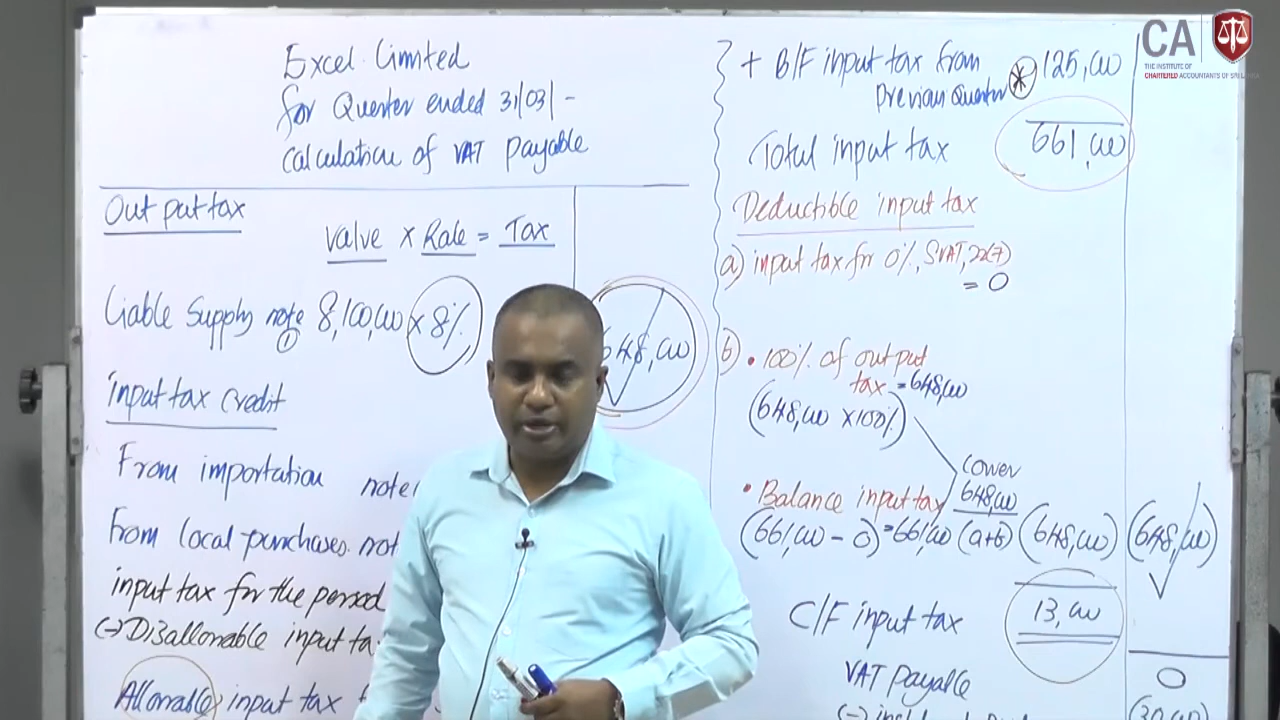 Excel Limited
for Quarter ended 31/03/-
Calculation of VAT payable
Out put tax
Value × Rate = Tax
Liable Supply note 8,100,000 × 8%
①
648,000
Input tax Credit
From importation note
From local purchases. not
input tax for the period
(-) Disallowable input ta
Allowable input tax
+ B/F input tax from 125,000
Previous Quarter
Total input tax 661,000
Deductible input tax
a) input tax for 0%, SVAT, 22(7)
= 0
b) • 100% of output
tax = 648,000
(648,000 × 100%)
Lower
• Balance input tax 648,000
(661,000 - 0) = 661,000 (a+b) (648,000) (648,000)
C/F input tax 13,000
VAT payable 0
CA
THE INSTITUTE OF
CHARTERED ACCOUNTANTS OF SRI LANKA